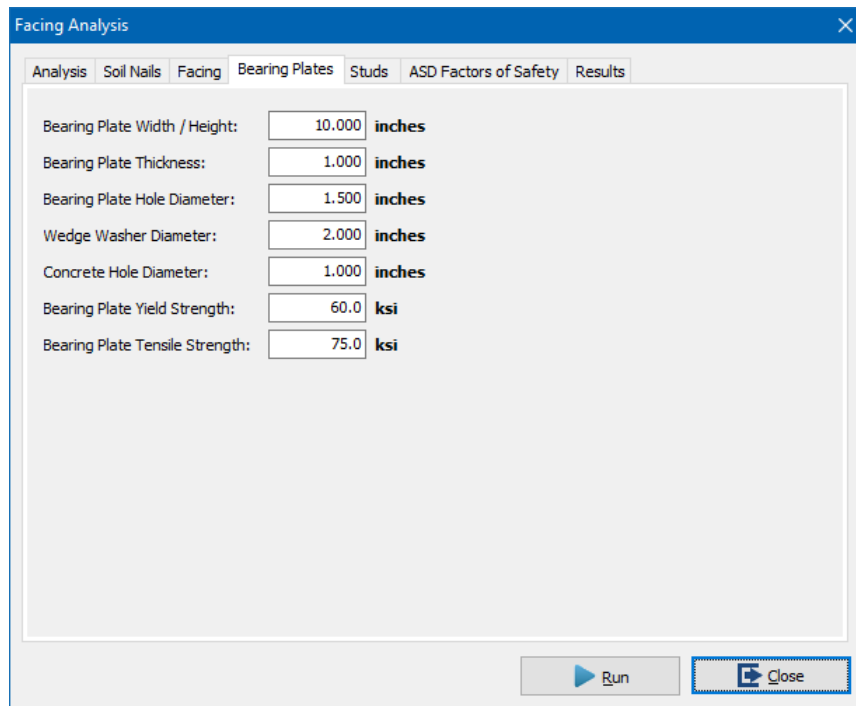 Facing Analysis
Analysis Soil Nails Facing Bearing Plates Studs ASD Factors of Safety Results
Bearing Plate Width / Height: 10.000 inches
Bearing Plate Thickness: 1.000 inches
Bearing Plate Hole Diameter: 1.500 inches
Wedge Washer Diameter: 2.000 inches
Concrete Hole Diameter: 1.000 inches
Bearing Plate Yield Strength: 60.0 ksi
Bearing Plate Tensile Strength: 75.0 ksi
Run Close